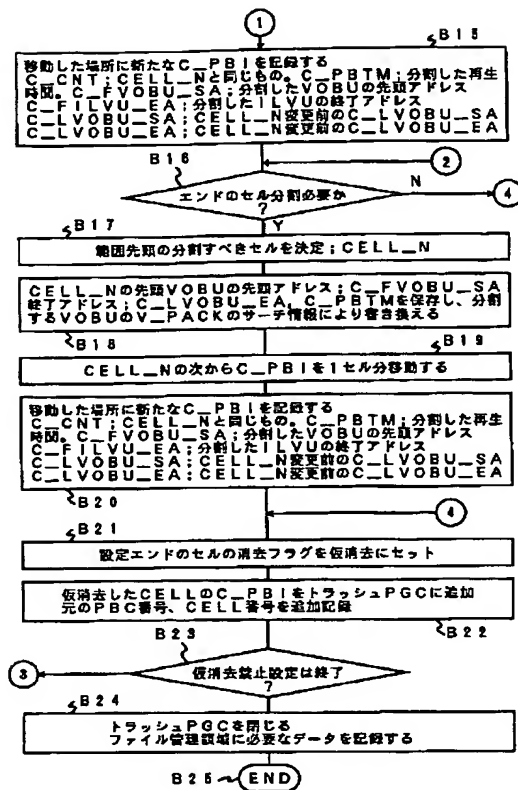 1
B15
移動した場所に新たなC_PBIを記録する
C_CNT;CELL_Nと同じもの。C_PBTM;分割した再生
時間。C_FVOBU_SA;分割したVOBUの先頭アドレス
C_FILVU_EA;分割したILVUの終了アドレス
C_LVOBU_SA;CELL_N変更前のC_LVOBU_SA
C_LVOBU_EA;CELL_N変更前のC_LVOBU_EA
B16
2
エンドのセル分割必要か
?
N
4
Y
B17
範囲先頭の分割すべきセルを決定;CELL_N
CELL_Nの先頭VOBUの先頭アドレス;C_FVOBU_SA
終了アドレス;C_LVOBU_EA,C_PBTMを保存し、分割
するVOBUのV_PACKのサーチ情報により書き換える
B18
B19
CELL_Nの次からC_PBIを1セル分移動する
移動した場所に新たなC_PBIを記録する
C_CNT;CELL_Nと同じもの。C_PBTM;分割した再生
時間。C_FVOBU_SA;分割したVOBUの先頭アドレス
C_FILVU_EA;分割したILVUの終了アドレス
C_LVOBU_SA;CELL_N変更前のC_LVOBU_SA
C_LVOBU_EA;CELL_N変更前のC_LVOBU_EA
B20
4
B21
設定エンドのセルの消去フラグを仮消去にセット
仮消去したCELLのC_PBIをトラッシュPGCに追加
元のPBC番号、CELL番号を追加記録
B22
B23
3
仮消去禁止設定は終了
?
B24
トラッシュPGCを閉じる
ファイル管理領域に必要なデータを記録する
B25
END